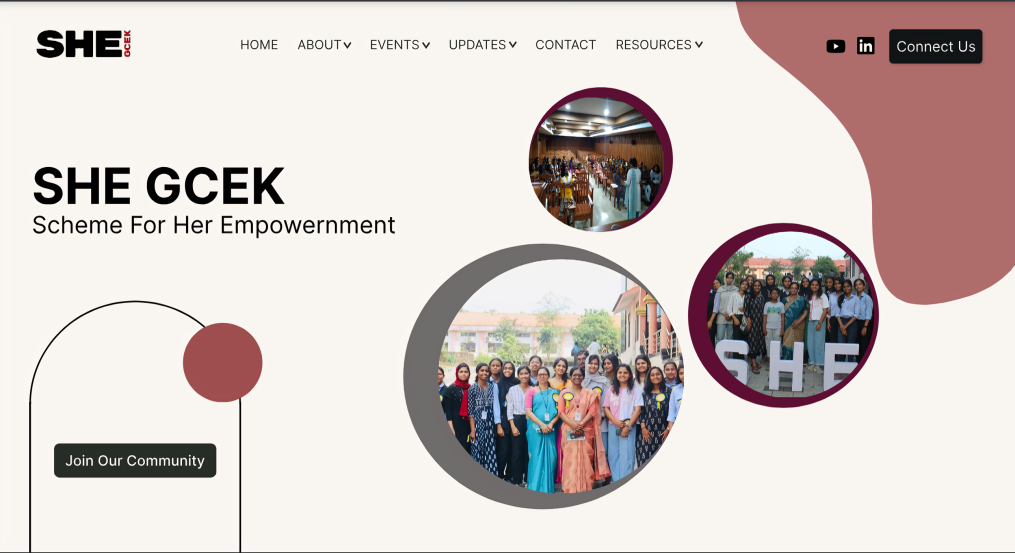 SHE GCEK
HOME ABOUT EVENTS UPDATES CONTACT RESOURCES
Connect Us
SHE GCEK
Scheme For Her Empowernment
SHE
Join Our Community